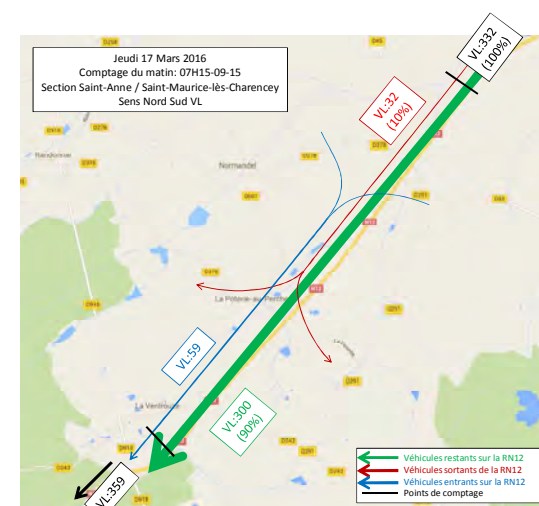 Jeudi 17 Mars 2016
Comptage du matin: 07H15-09-15
Section Saint-Anne / Saint-Maurice-lès-Charencey
Sens Nord Sud VL
VL:332
(100%)
VL:32
(10%)
Normandel
La Poterie-au-Perche
VL:59
VL:300
(90%)
La Ventrouze
VL:359
Véhicules restants sur la RN12
Véhicules sortants de la RN12
Véhicules entrants sur la RN12
Points de comptage